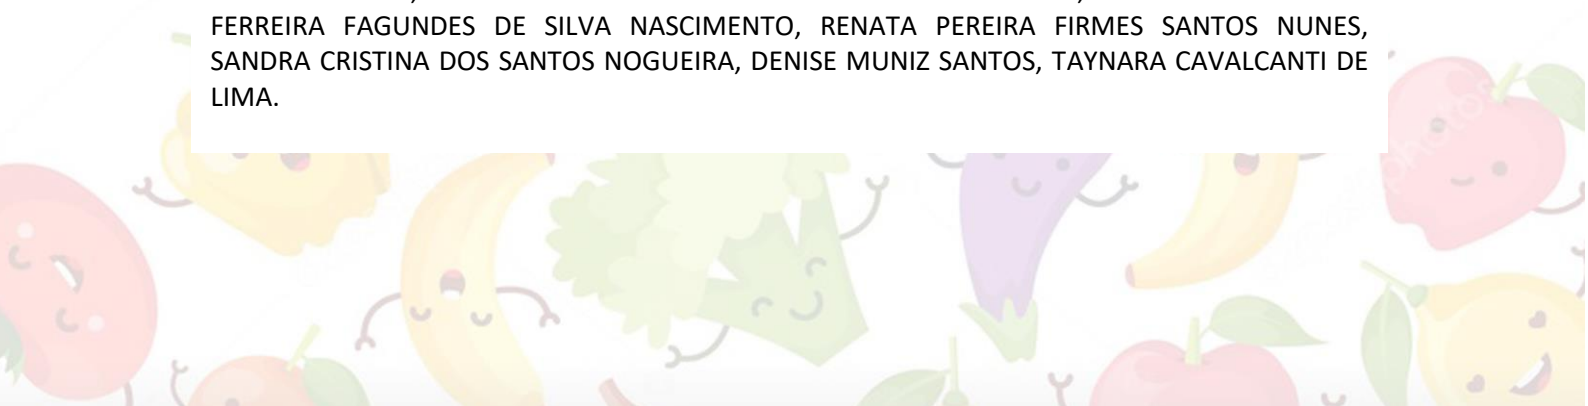 FERREIRA FAGUNDES DE SILVA NASCIMENTO, RENATA PEREIRA FIRMES SANTOS NUNES,
SANDRA CRISTINA DOS SANTOS NOGUEIRA, DENISE MUNIZ SANTOS, TAYNARA CAVALCANTI DE
LIMA.